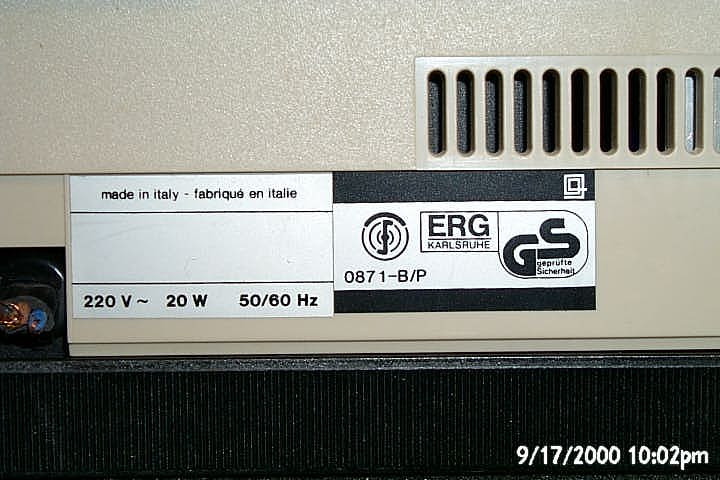 made in italy - fabriqué en italie
220 V ~ 20 W 50/60 Hz
ERG
KARLSRUHE
0871-B/P
GS
geprüfte
Sicherheit
9/17/2000 10:02pm